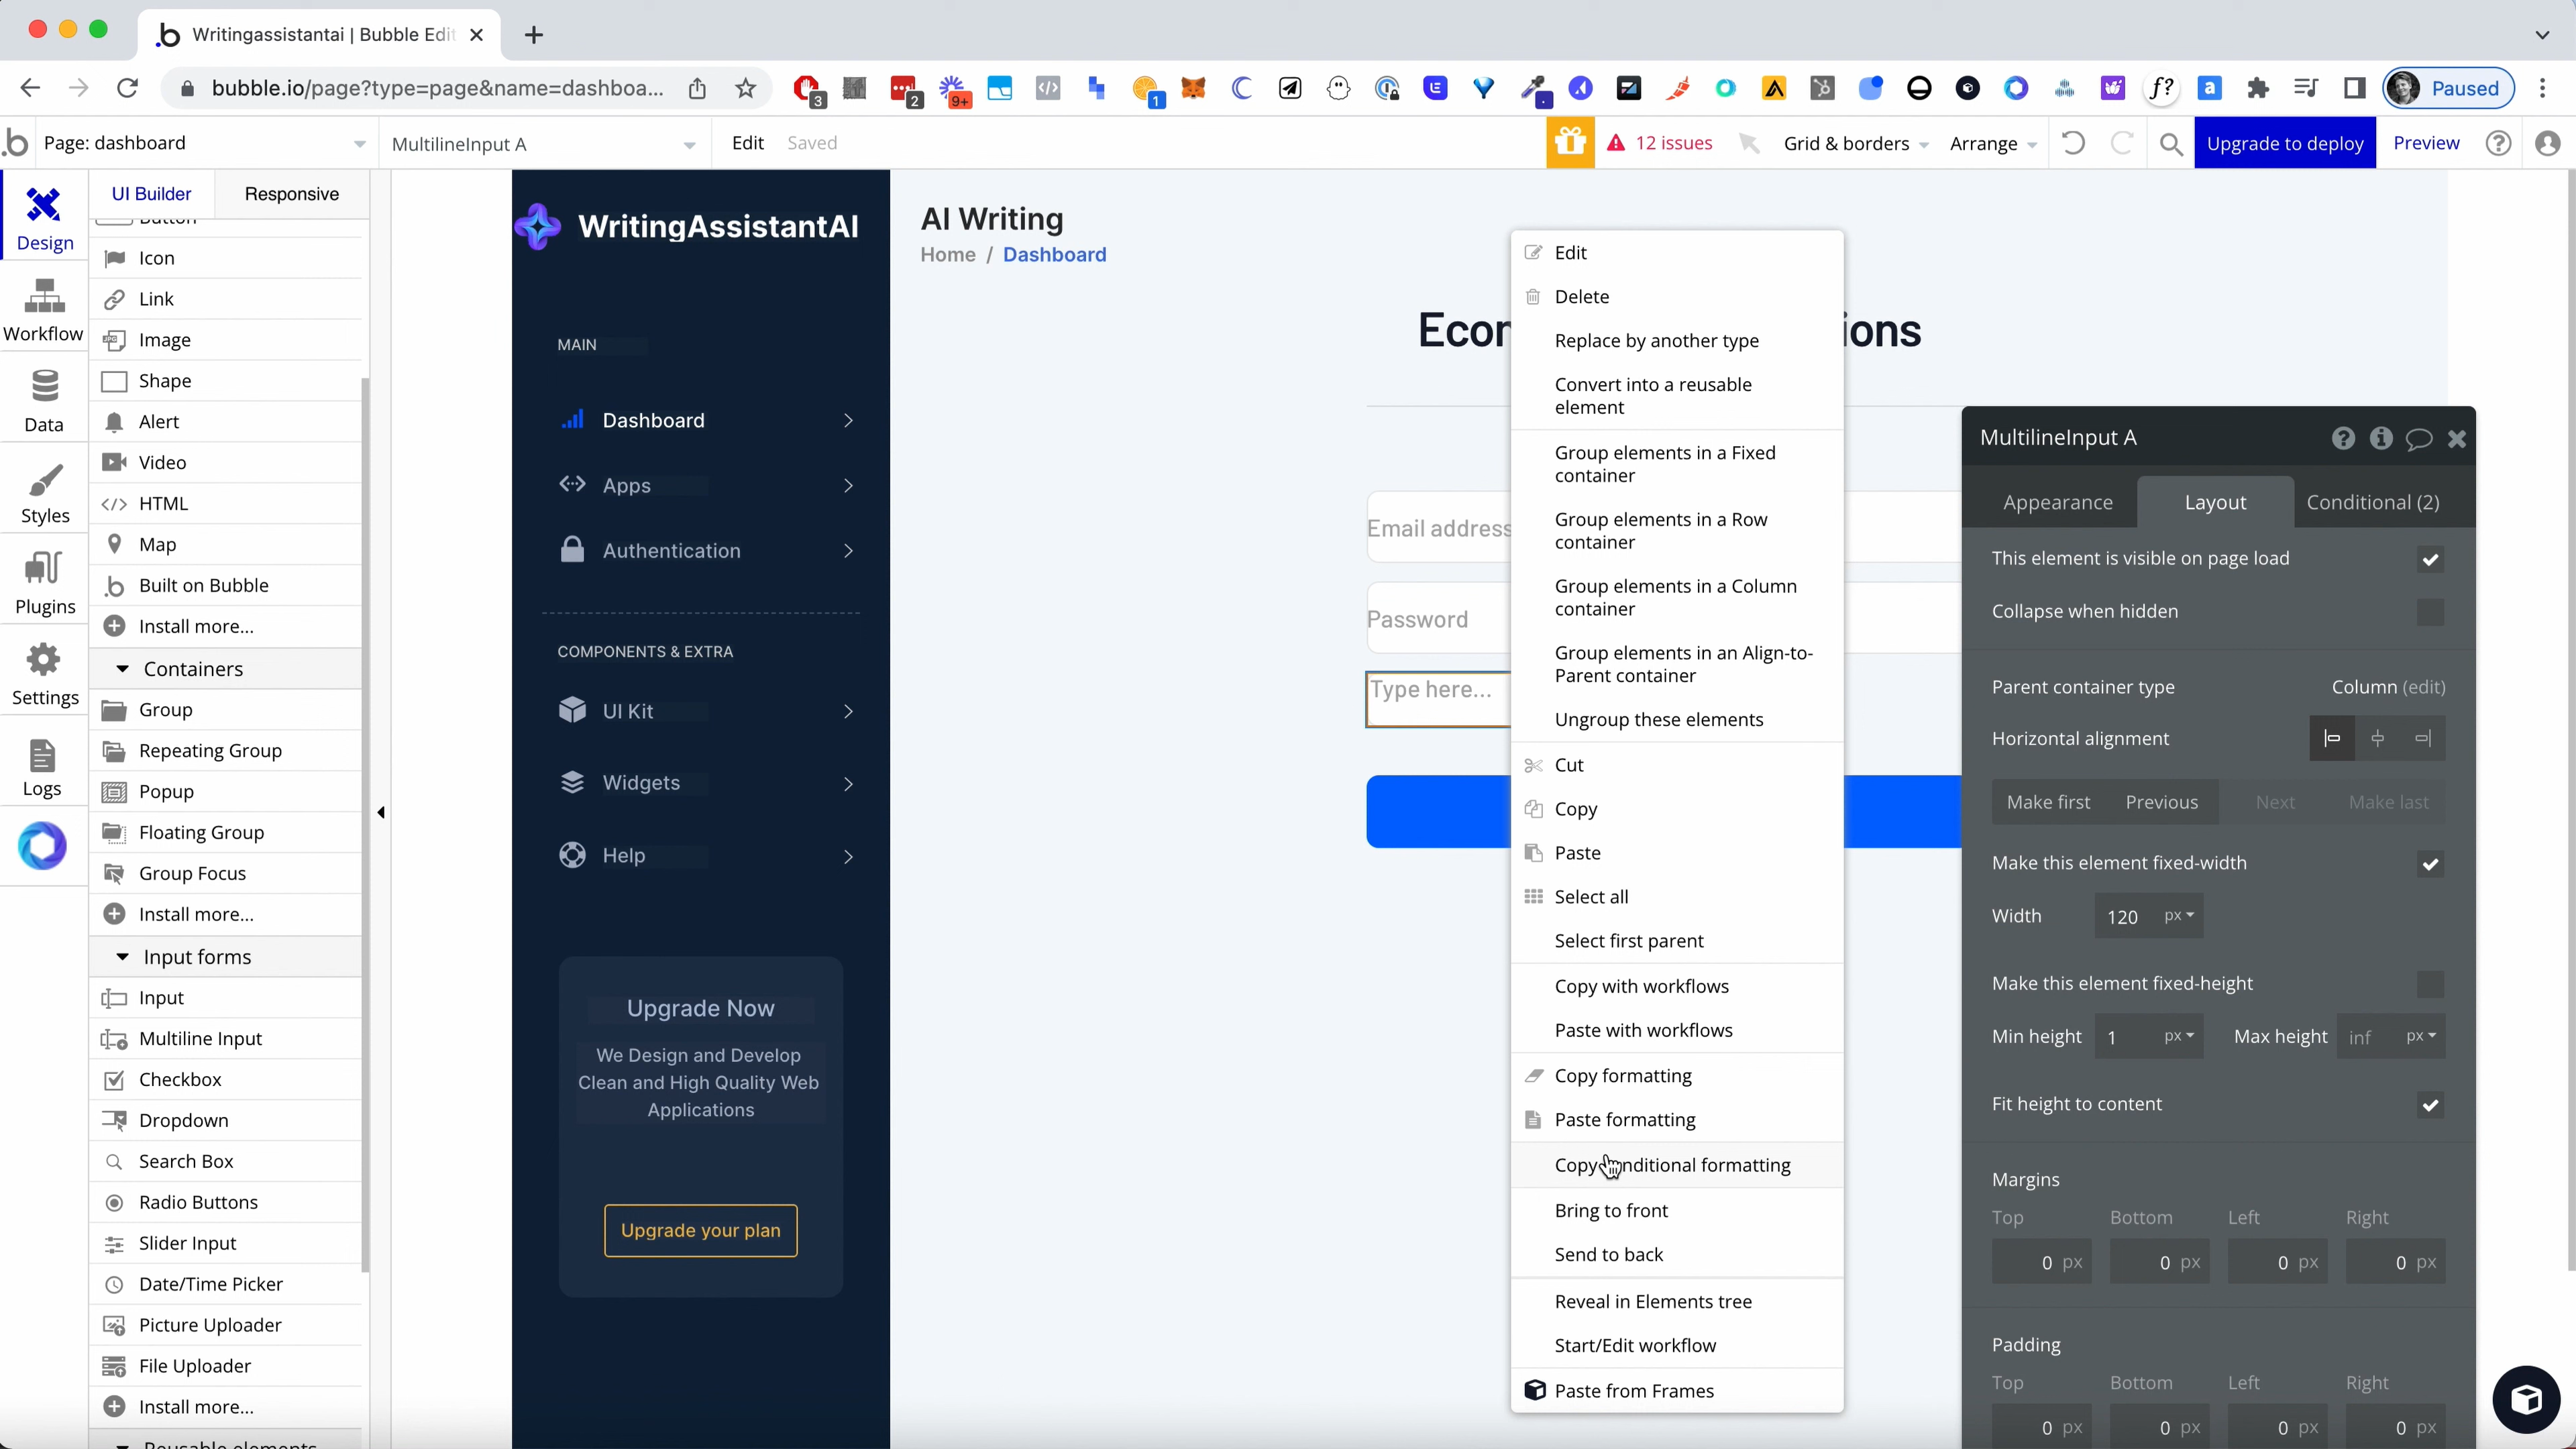 Writingassistantai | Bubble Edit
bubble.io/page?type=page&name=dashboa...
3
2
9+
1
f?
a
Paused
Page: dashboard
MultilineInput A
Edit
Saved
12 issues
Grid & borders
Arrange
Upgrade to deploy
Preview
Design
Workflow
Data
Styles
Plugins
Settings
Logs
UI Builder
Responsive
Button
Icon
Link
Image
Shape
Alert
Video
HTML
Map
Built on Bubble
Install more...
Containers
Group
Repeating Group
Popup
Floating Group
Group Focus
Install more...
Input forms
Input
Multiline Input
Checkbox
Dropdown
Search Box
Radio Buttons
Slider Input
Date/Time Picker
Picture Uploader
File Uploader
Install more...
Reusable elements
WritingAssistantAI
MAIN
Dashboard
Apps
Authentication
COMPONENTS & EXTRA
UI Kit
Widgets
Help
Upgrade Now
We Design and Develop
Clean and High Quality Web
Applications
Upgrade your plan
AI Writing
Home / Dashboard
Econ
ions
Email address
Password
Type here...
Edit
Delete
Replace by another type
Convert into a reusable
element
Group elements in a Fixed
container
Group elements in a Row
container
Group elements in a Column
container
Group elements in an Align-to-
Parent container
Ungroup these elements
Cut
Copy
Paste
Select all
Select first parent
Copy with workflows
Paste with workflows
Copy formatting
Paste formatting
Copy conditional formatting
Bring to front
Send to back
Reveal in Elements tree
Start/Edit workflow
Paste from Frames
MultilineInput A
Appearance
Layout
Conditional (2)
This element is visible on page load
Collapse when hidden
Parent container type
Column (edit)
Horizontal alignment
Make first
Previous
Next
Make last
Make this element fixed-width
Width
120 px
Make this element fixed-height
Min height
1 px
Max height
inf px
Fit height to content
Margins
Top
Bottom
Left
Right
0 px
0 px
0 px
0 px
Padding
Top
Bottom
Left
Right
0 px
0 px
0 px
0 px